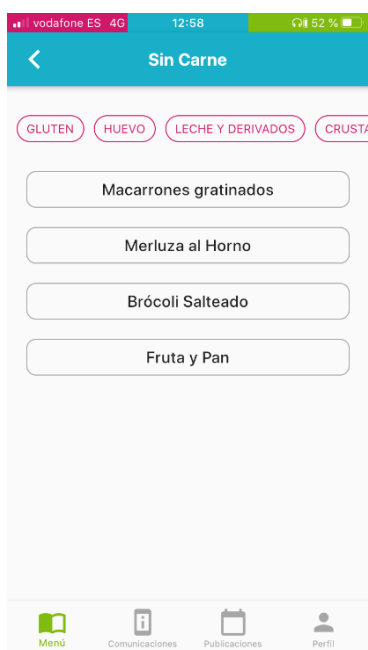 vodafone ES 4G 12:58 52 %
Sin Carne
GLUTEN HUEVO LECHE Y DERIVADOS CRUSTA
Macarrones gratinados
Merluza al Horno
Brócoli Salteado
Fruta y Pan
Menú Comunicaciones Publicaciones Perfil